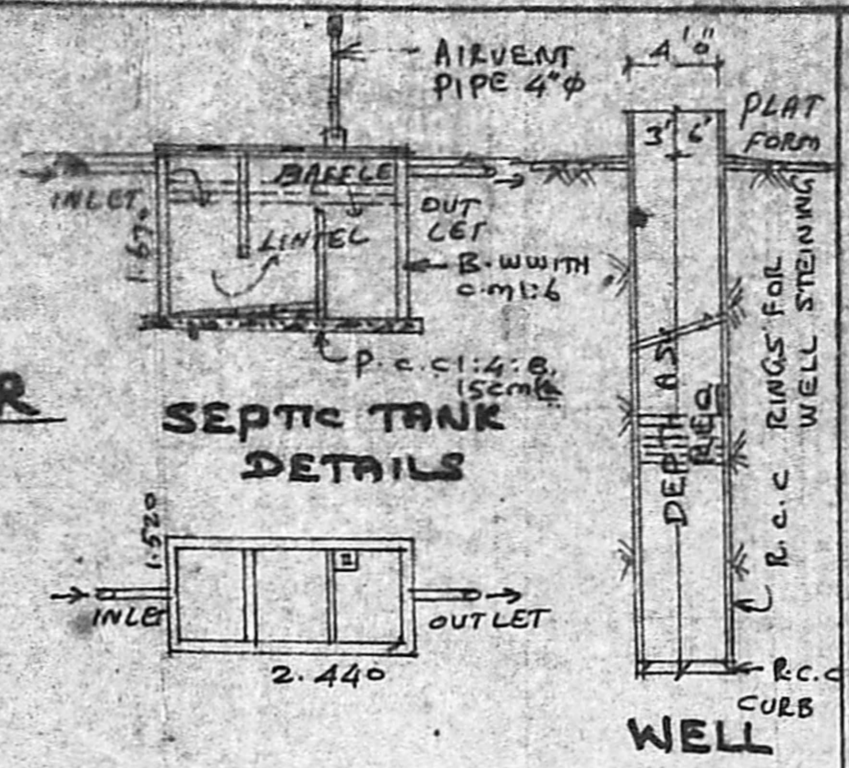 AIRVENT
PIPE 4"φ
INLET
BAFFLE
LINTEL
OUT
LET
B.W WITH
C.M 1:6
1.670
P.C.C 1:4:8,
15cm
SEPTIC TANK
DETAILS
1.520
INLET
OUTLET
2.440
R
4'0"
3' 6"
PLAT
FORM
DEPTH AS
REQ
R.C.C RINGS FOR
WELL STEINING
R.C.C
CURB
WELL